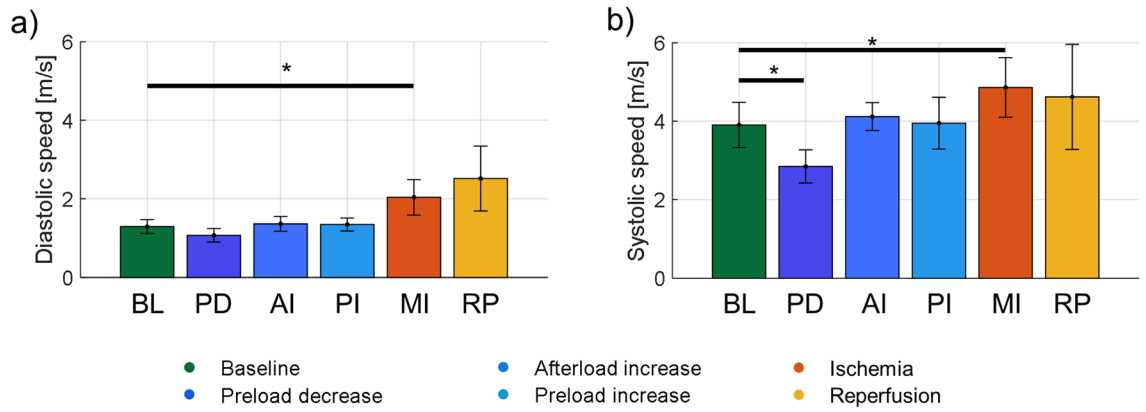 a)
Diastolic speed [m/s]
6
4
2
0
*
BL PD AI PI MI RP
b)
Systolic speed [m/s]
6
4
2
0
*
*
BL PD AI PI MI RP
Baseline Afterload increase Ischemia
Preload decrease Preload increase Reperfusion